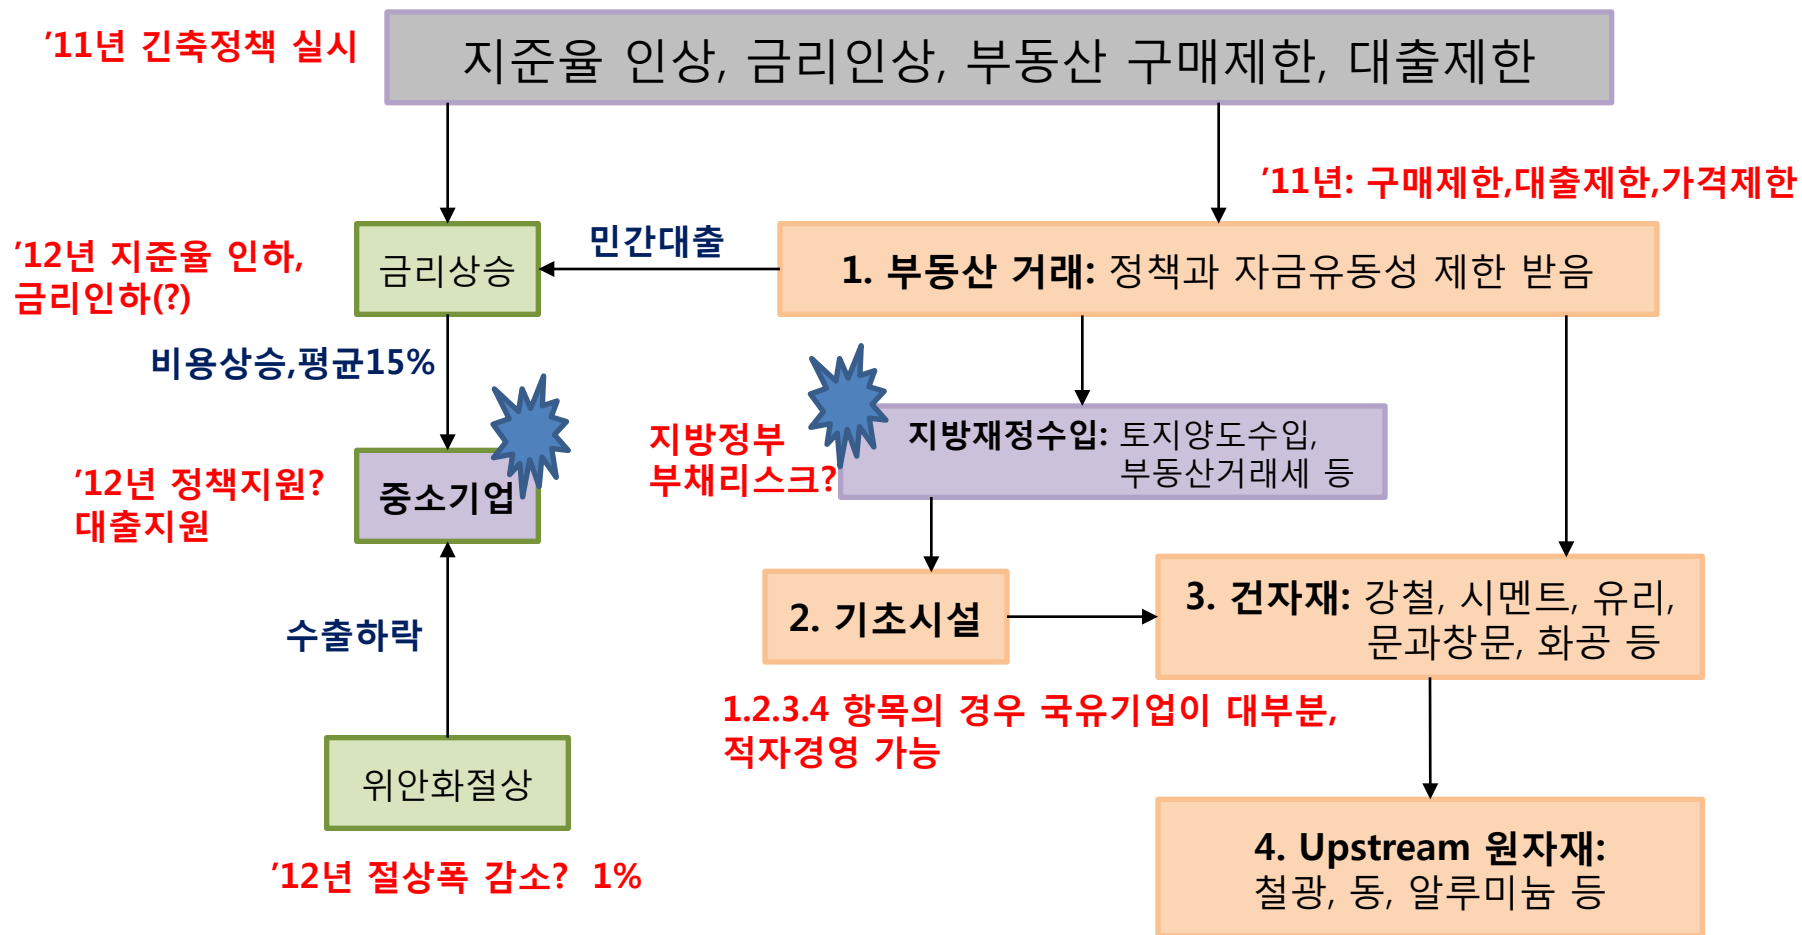 ’11년 긴축정책 실시
지준율 인상, 금리인상, 부동산 구매제한, 대출제한
’11년: 구매제한,대출제한,가격제한
’12년 지준율 인하,
금리인하(?)
금리상승
민간대출
1. 부동산 거래: 정책과 자금유동성 제한 받음
비용상승,평균15%
지방정부
부채리스크?
지방재정수입: 토지양도수입,
부동산거래세 등
’12년 정책지원?
대출지원
중소기업
2. 기초시설
3. 건자재: 강철, 시멘트, 유리,
문과창문, 화공 등
수출하락
1.2.3.4 항목의 경우 국유기업이 대부분,
적자경영 가능
위안화절상
4. Upstream 원자재:
철광, 동, 알루미늄 등
’12년 절상폭 감소? 1%